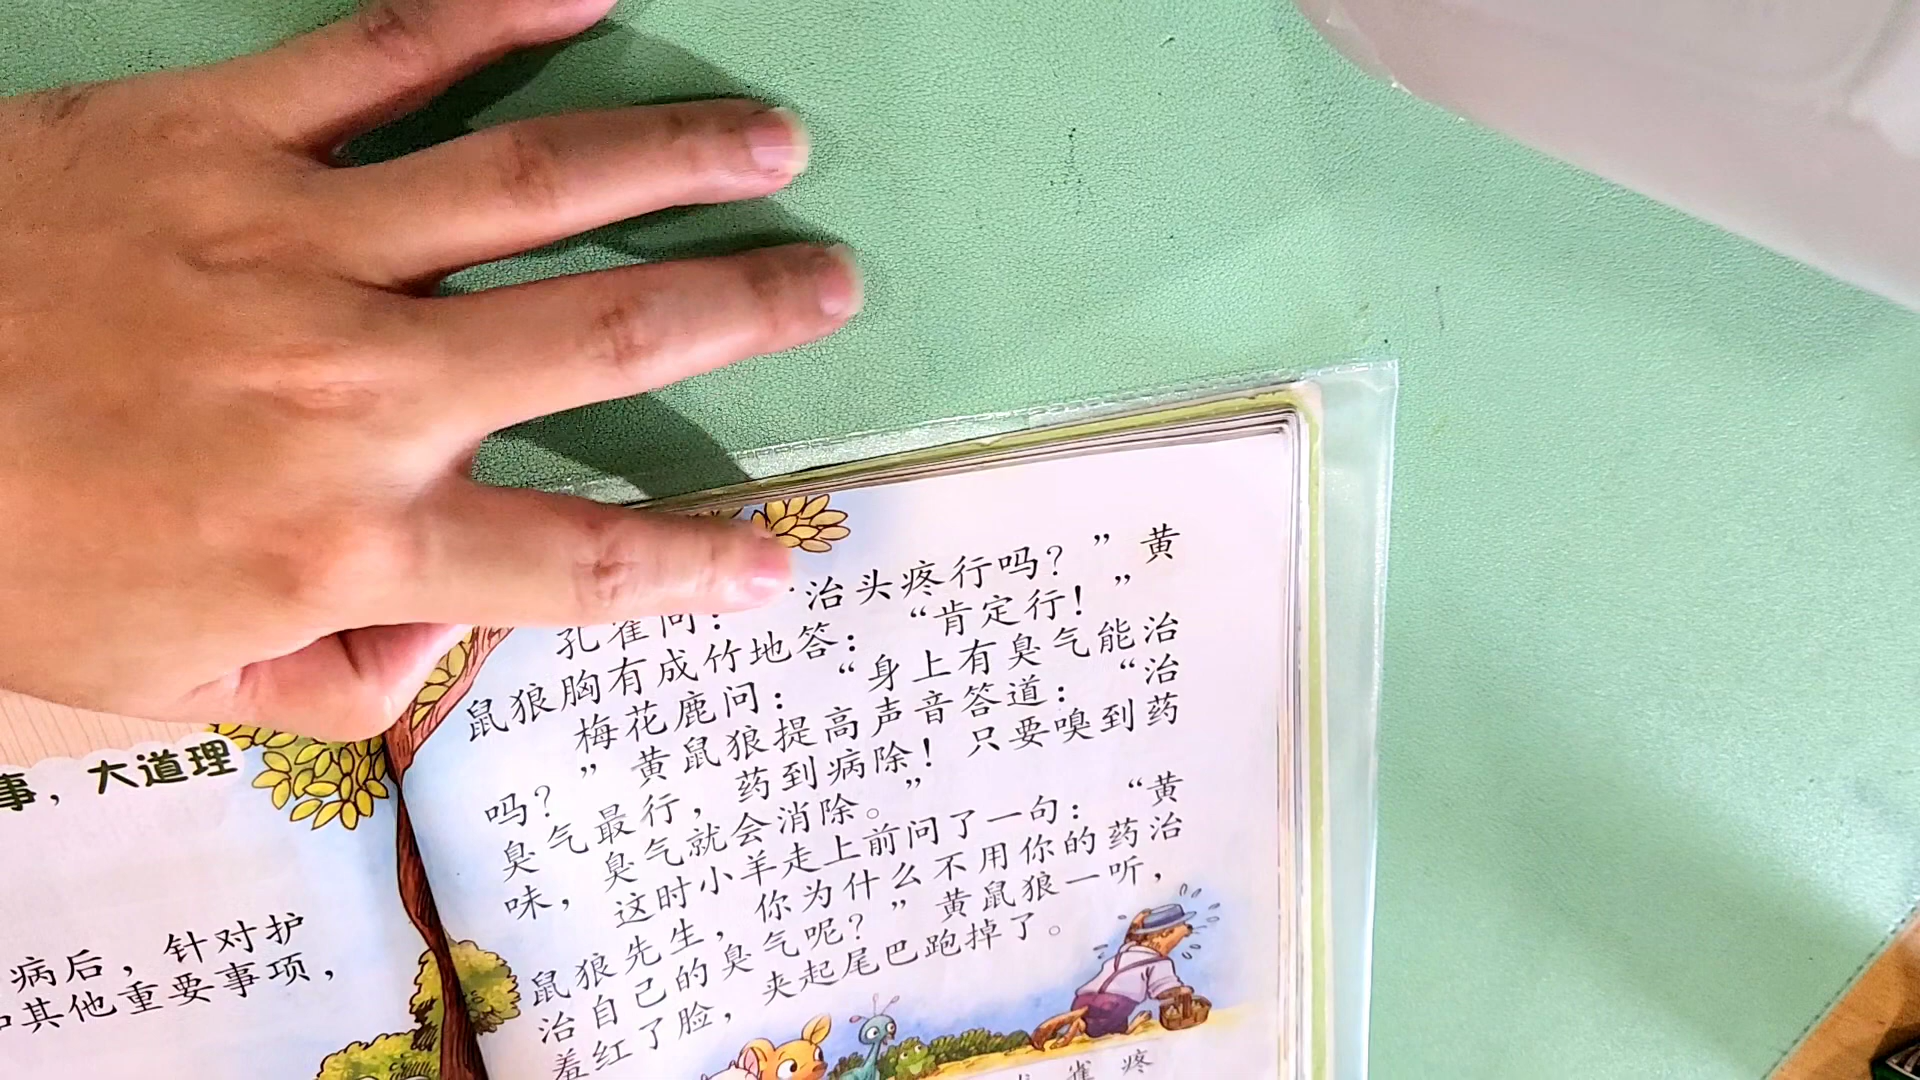 事，大道理
病后，针对护
和其他重要事项，
孔雀问：“治头疼行吗？”黄
鼠狼胸有成竹地答：“肯定行！”
梅花鹿问：“身上有臭气能治
吗？”黄鼠狼提高声音答道：“治
臭气最行，药到病除！只要嗅到药
味，臭气就会消除。”
这时小羊走上前问了一句：“黄
鼠狼先生，你为什么不用你的药治
治自己的臭气呢？”黄鼠狼一听，
羞红了脸，夹起尾巴跑掉了。
雀 疼